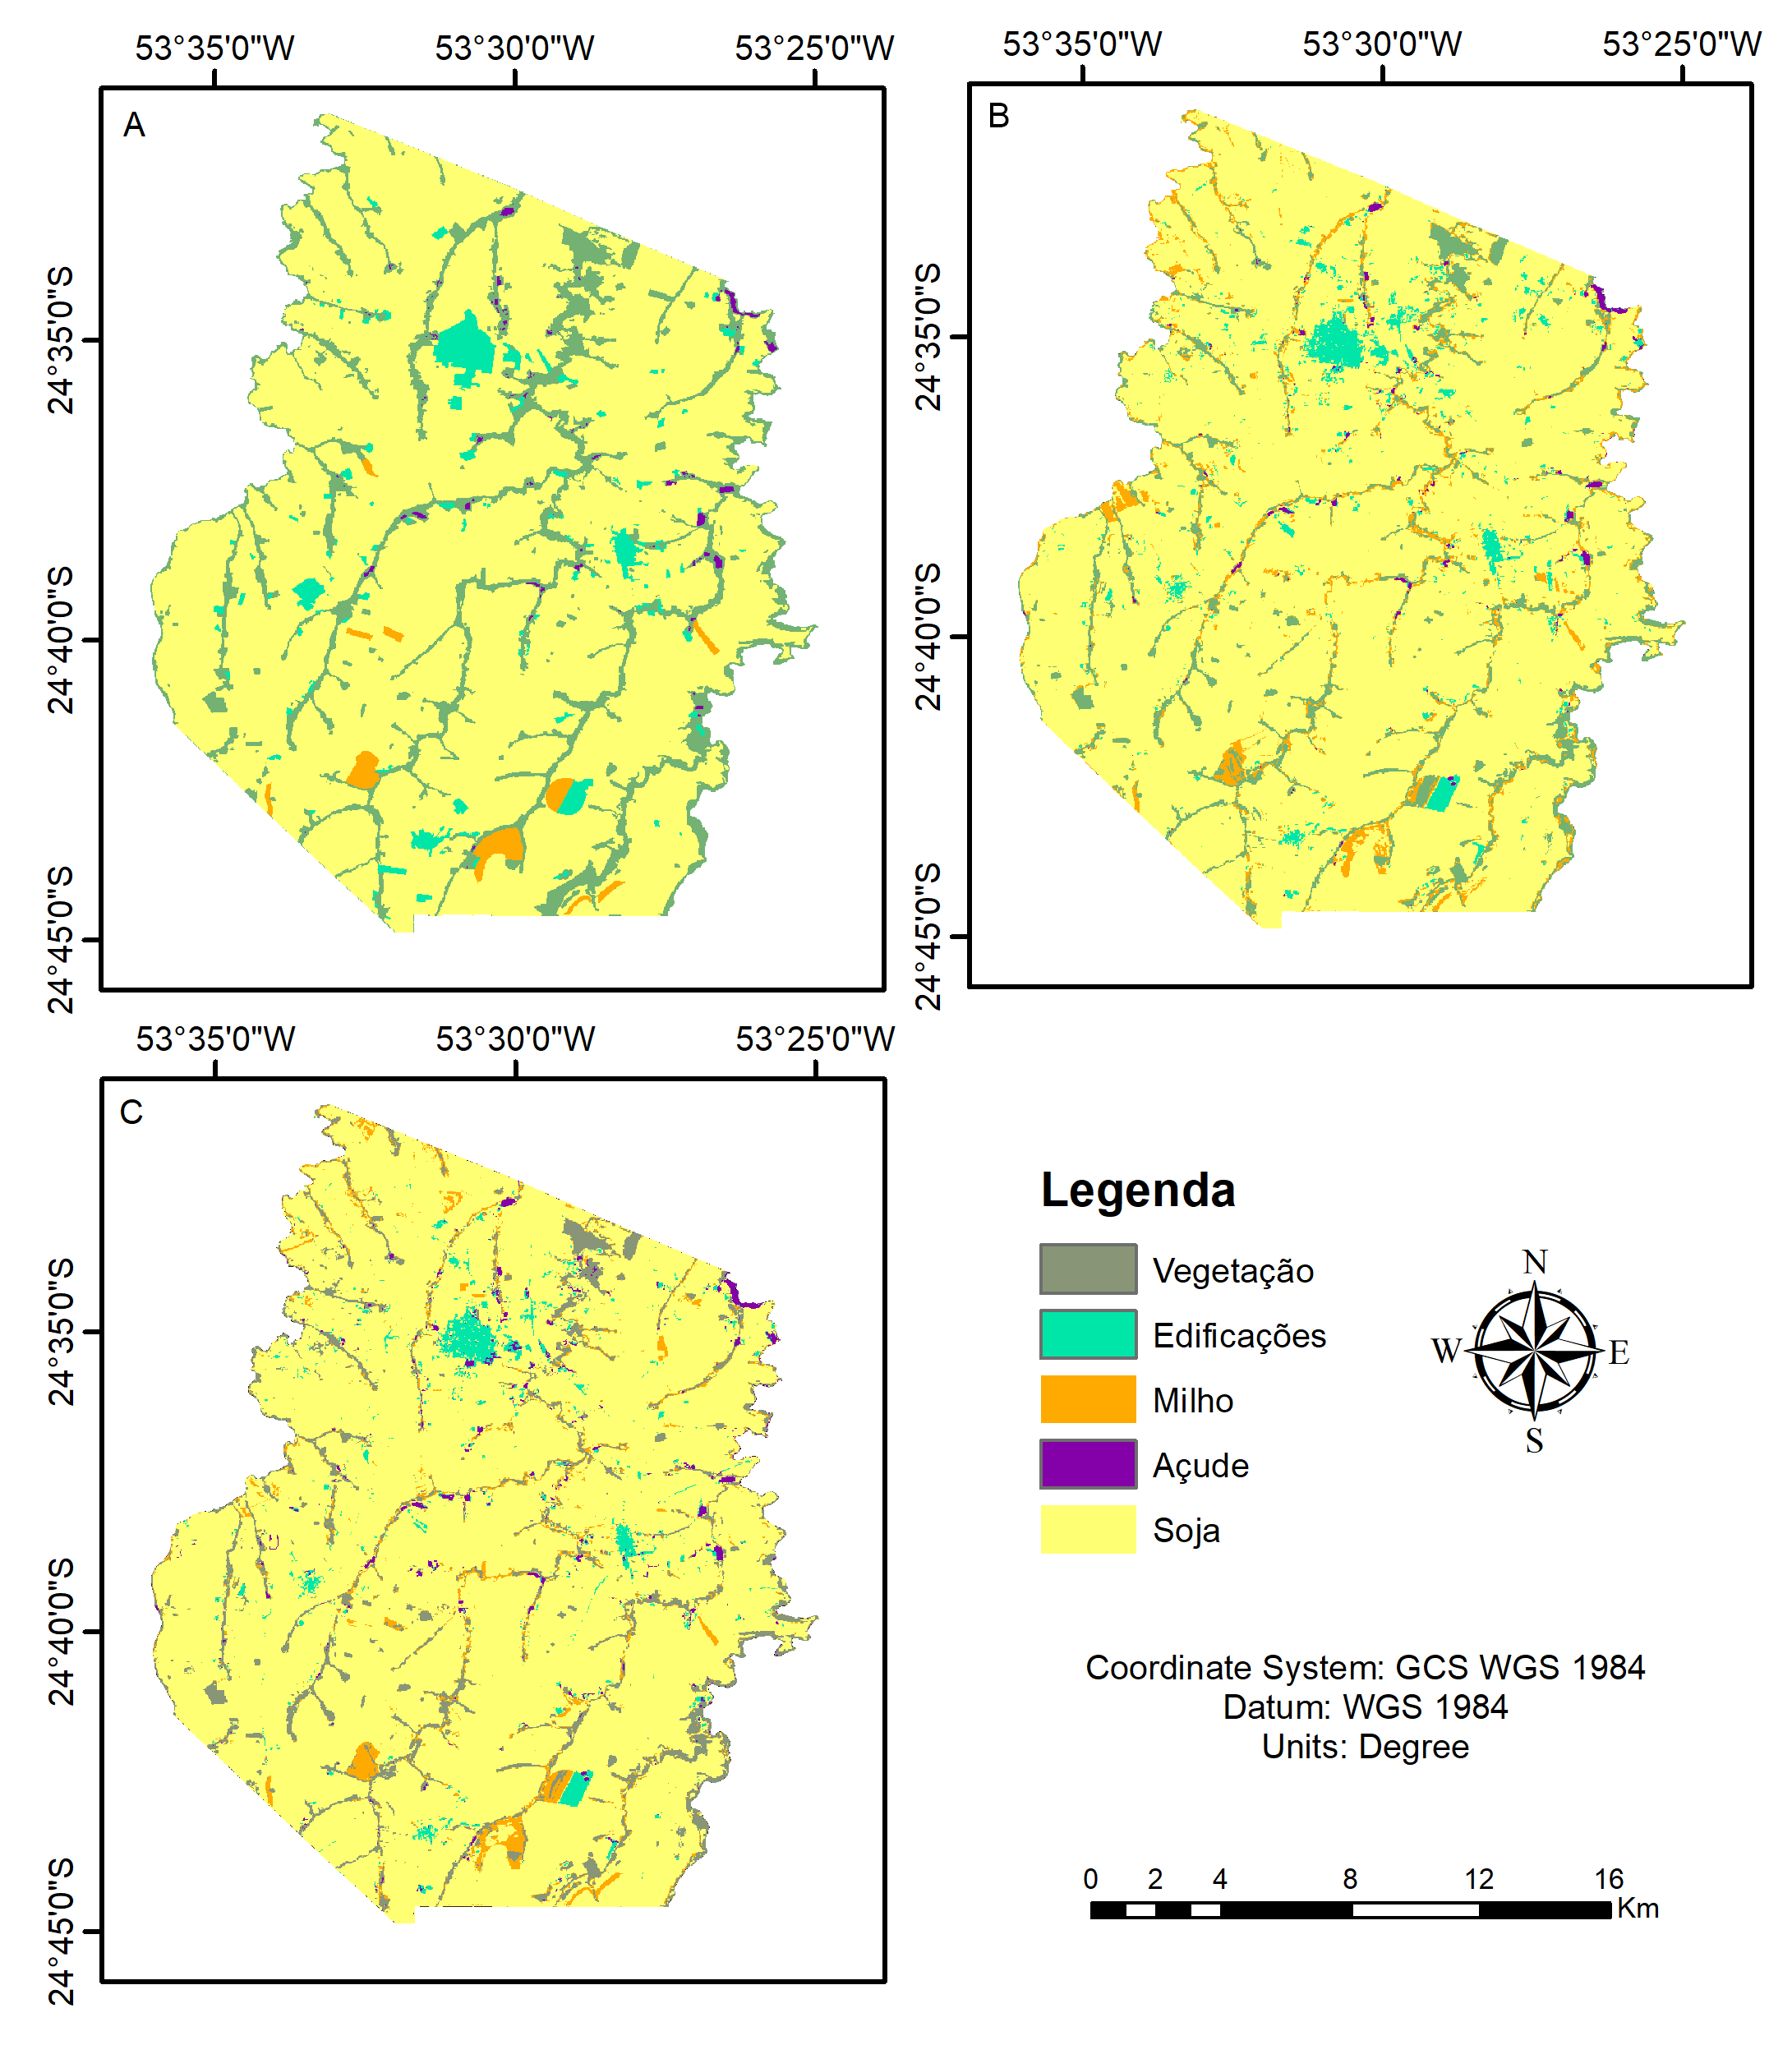 53°35'0"W 53°30'0"W 53°25'0"W
53°35'0"W 53°30'0"W 53°25'0"W
A
B
24°35'0"S
24°40'0"S
24°45'0"S
24°35'0"S
24°40'0"S
24°45'0"S
53°35'0"W 53°30'0"W 53°25'0"W
C
24°35'0"S
24°40'0"S
24°45'0"S
Legenda
Vegetação
Edificações
Milho
Açude
Soja
N
W E
S
Coordinate System: GCS WGS 1984
Datum: WGS 1984
Units: Degree
0 2 4 8 12 16
Km